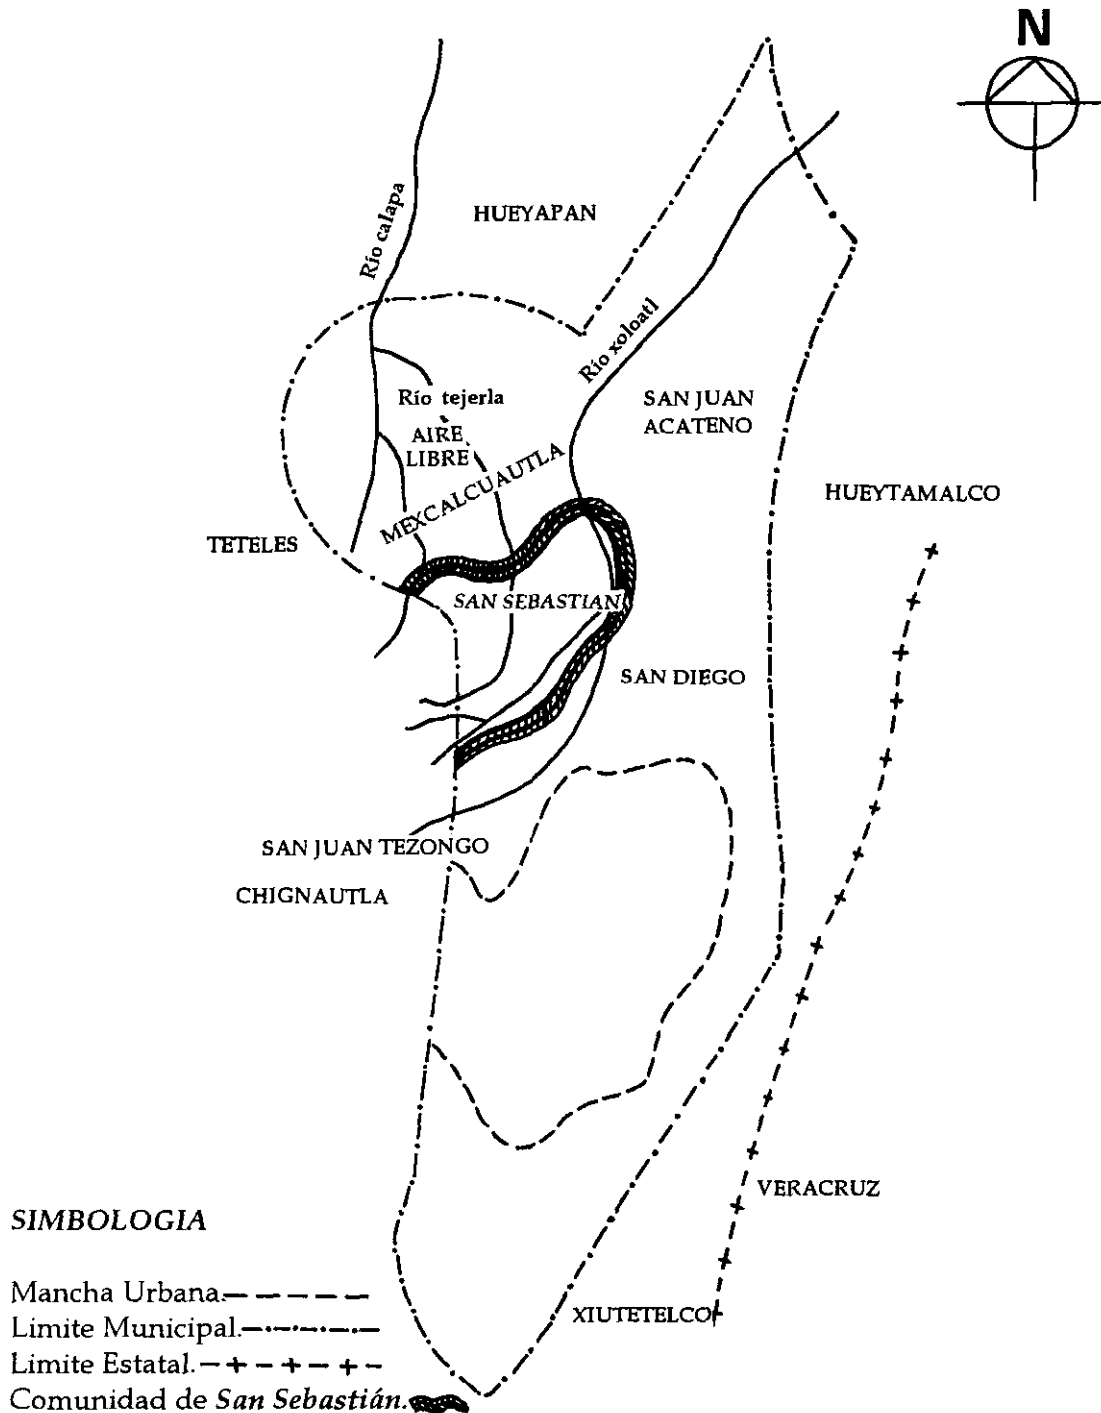 N
HUEYAPAN
Río calapa
Río xoloatl
Río tejerla
AIRE
LIBRE
SAN JUAN
ACATENO
MEXCALCUAUTLA
HUEYTAMALCO
TETELES
SAN SEBASTIAN
SAN DIEGO
SAN JUAN TEZONGO
CHIGNAUTLA
VERACRUZ
XIUTETELCO
SIMBOLOGIA
Mancha Urbana.
Limite Municipal.
Limite Estatal.
Comunidad de San Sebastián.